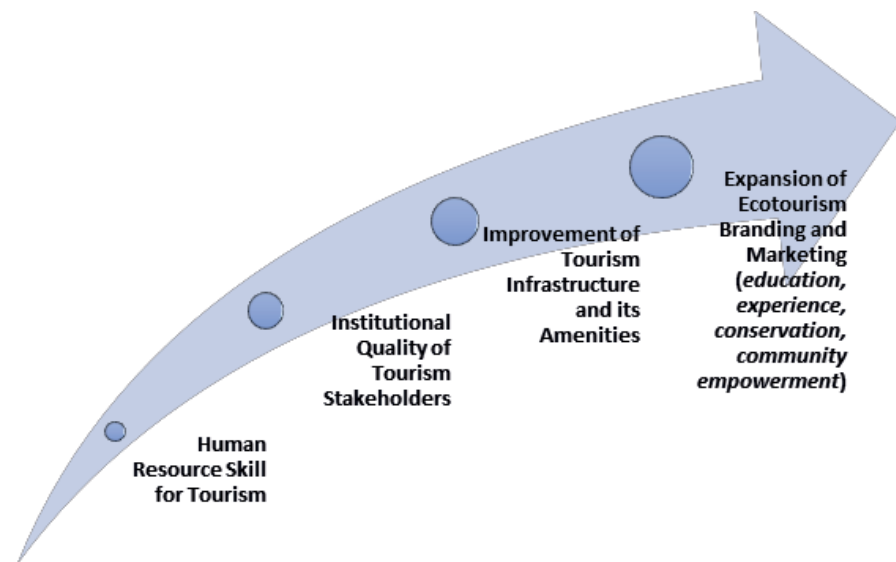 Human
Resource Skill
for Tourism
Institutional
Quality of
Tourism
Stakeholders
Improvement of
Tourism
Infrastructure
and its
Amenities
Expansion of
Ecotourism
Branding and
Marketing
(education,
experience,
conservation,
community
empowerment)